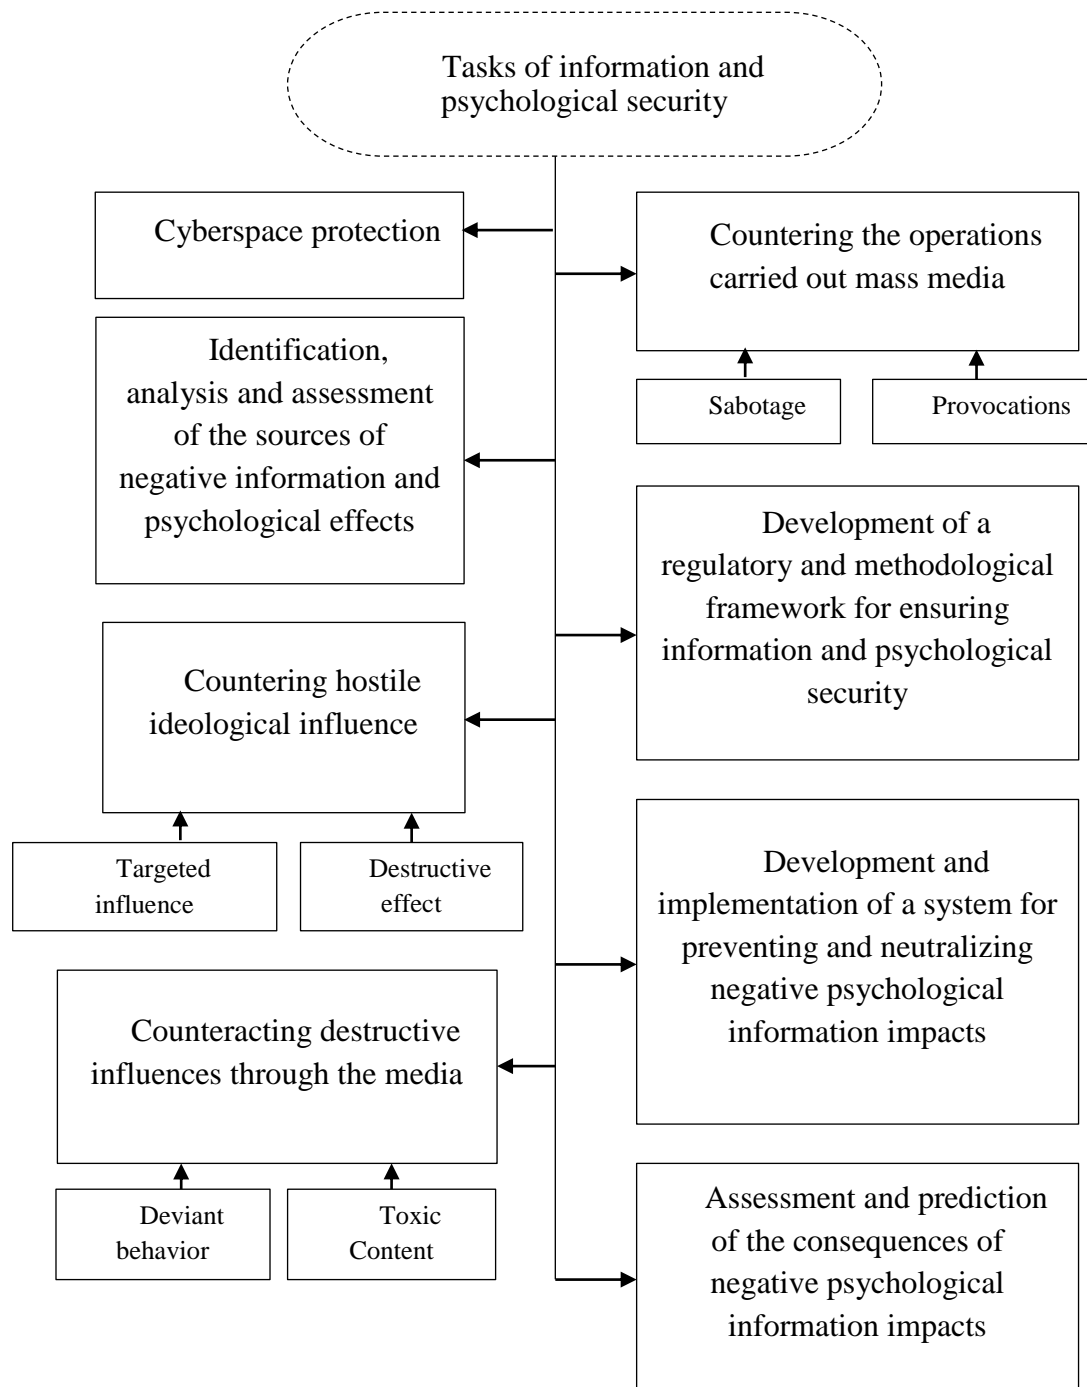 Tasks of information and
psychological security
Cyberspace protection
Countering the operations
carried out mass media
Sabotage
Provocations
Identification,
analysis and assessment
of the sources of
negative information and
psychological effects
Development of a
regulatory and methodological
framework for ensuring
information and psychological
security
Countering hostile
ideological influence
Targeted
influence
Destructive
effect
Development and
implementation of a system for
preventing and neutralizing
negative psychological
information impacts
Counteracting destructive
influences through the media
Deviant
behavior
Toxic
Content
Assessment and prediction
of the consequences of
negative psychological
information impacts